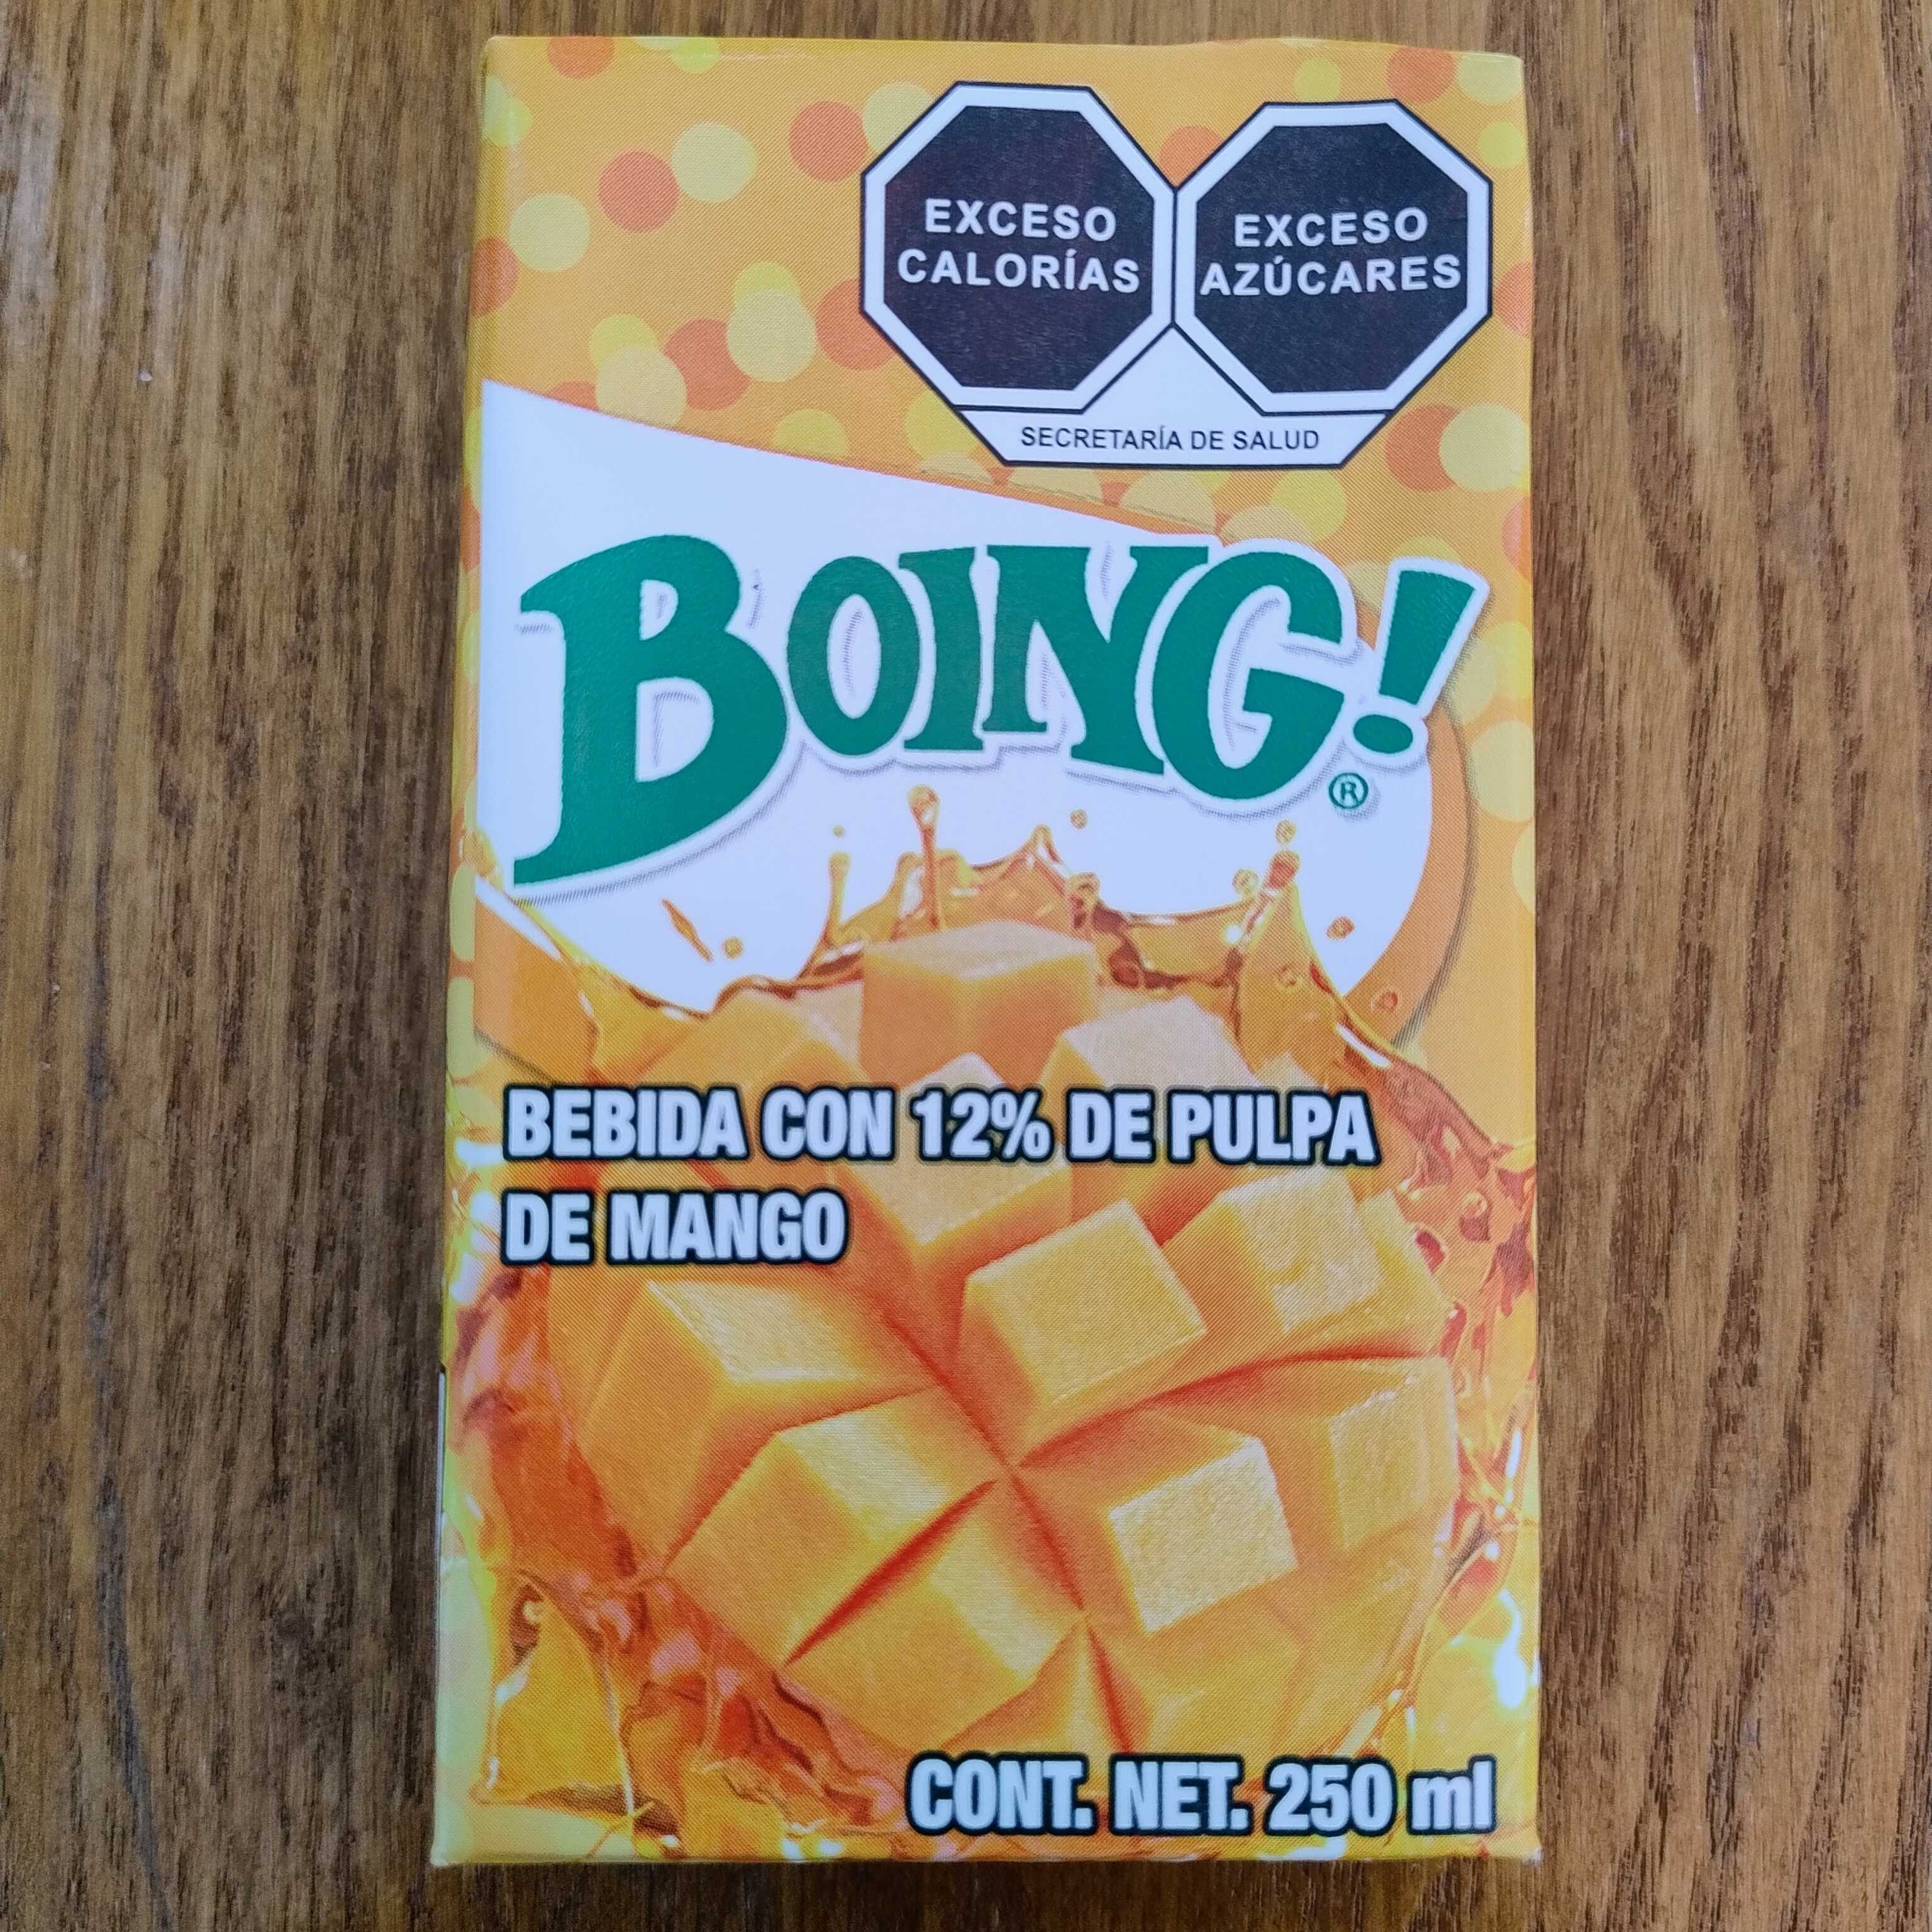 EXCESO
CALORÍAS
EXCESO
AZÚCARES
SECRETARÍA DE SALUD
BOING!
®
BEBIDA CON 12% DE PULPA
DE MANGO
CONT. NET. 250 ml